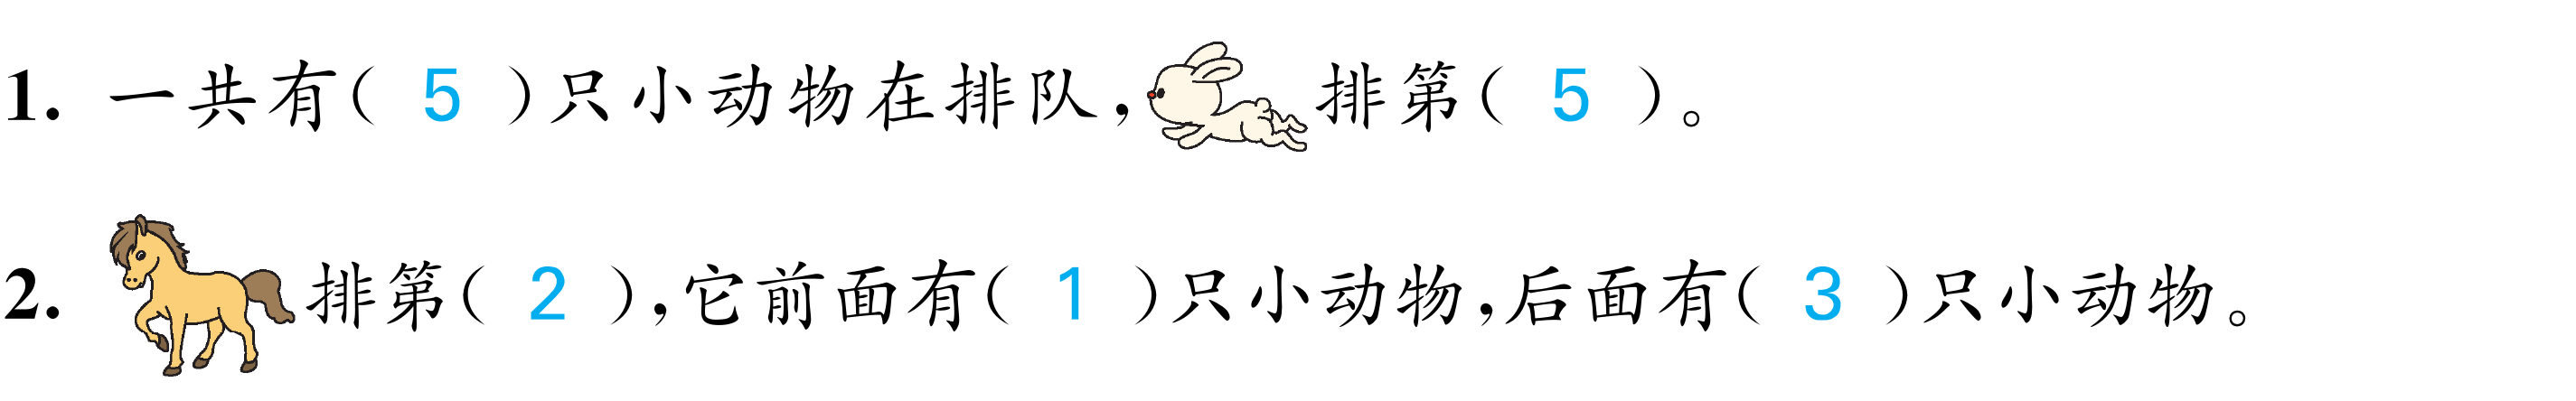 1. 一共有( 5 )只小动物在排队,排第( 5 )。
2. 排第( 2 ),它前面有( 1 )只小动物,后面有( 3 )只小动物。